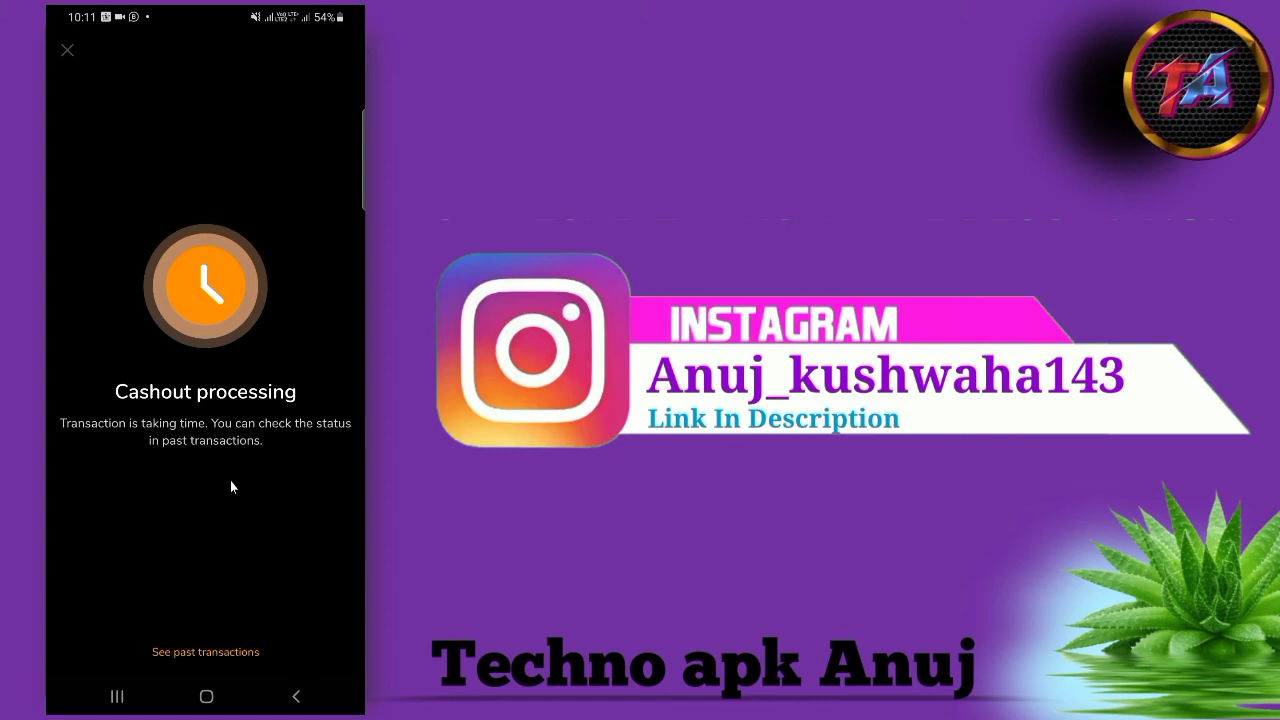 10:11
54%
Cashout processing
Transaction is taking time. You can check the status
in past transactions.
See past transactions
TA
INSTAGRAM
Anuj_kushwaha143
Link In Description
Techno apk Anuj